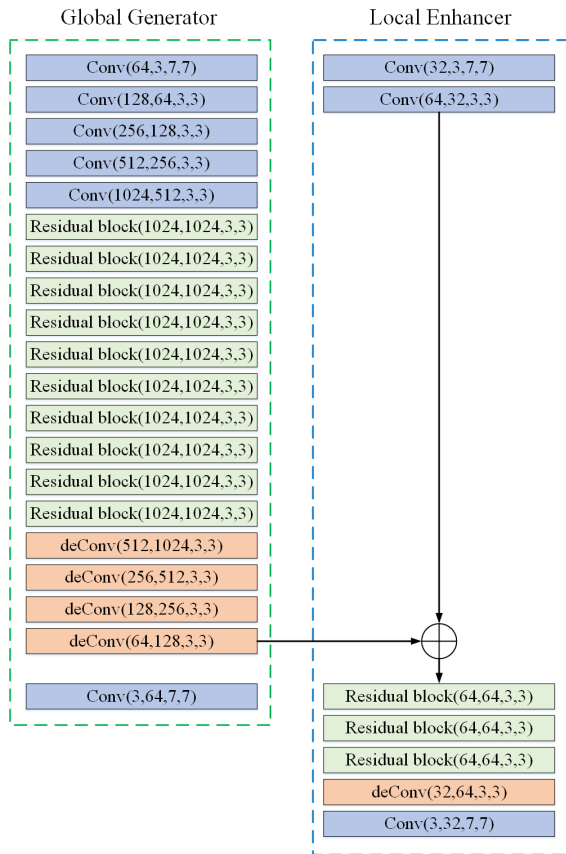 Global Generator
Conv(64,3,7,7)
Conv(128,64,3,3)
Conv(256,128,3,3)
Conv(512,256,3,3)
Conv(1024,512,3,3)
Residual block(1024,1024,3,3)
Residual block(1024,1024,3,3)
Residual block(1024,1024,3,3)
Residual block(1024,1024,3,3)
Residual block(1024,1024,3,3)
Residual block(1024,1024,3,3)
Residual block(1024,1024,3,3)
Residual block(1024,1024,3,3)
Residual block(1024,1024,3,3)
Residual block(1024,1024,3,3)
deConv(512,1024,3,3)
deConv(256,512,3,3)
deConv(128,256,3,3)
deConv(64,128,3,3)
Conv(3,64,7,7)
Local Enhancer
Conv(32,3,7,7)
Conv(64,32,3,3)
Residual block(64,64,3,3)
Residual block(64,64,3,3)
Residual block(64,64,3,3)
deConv(32,64,3,3)
Conv(3,32,7,7)